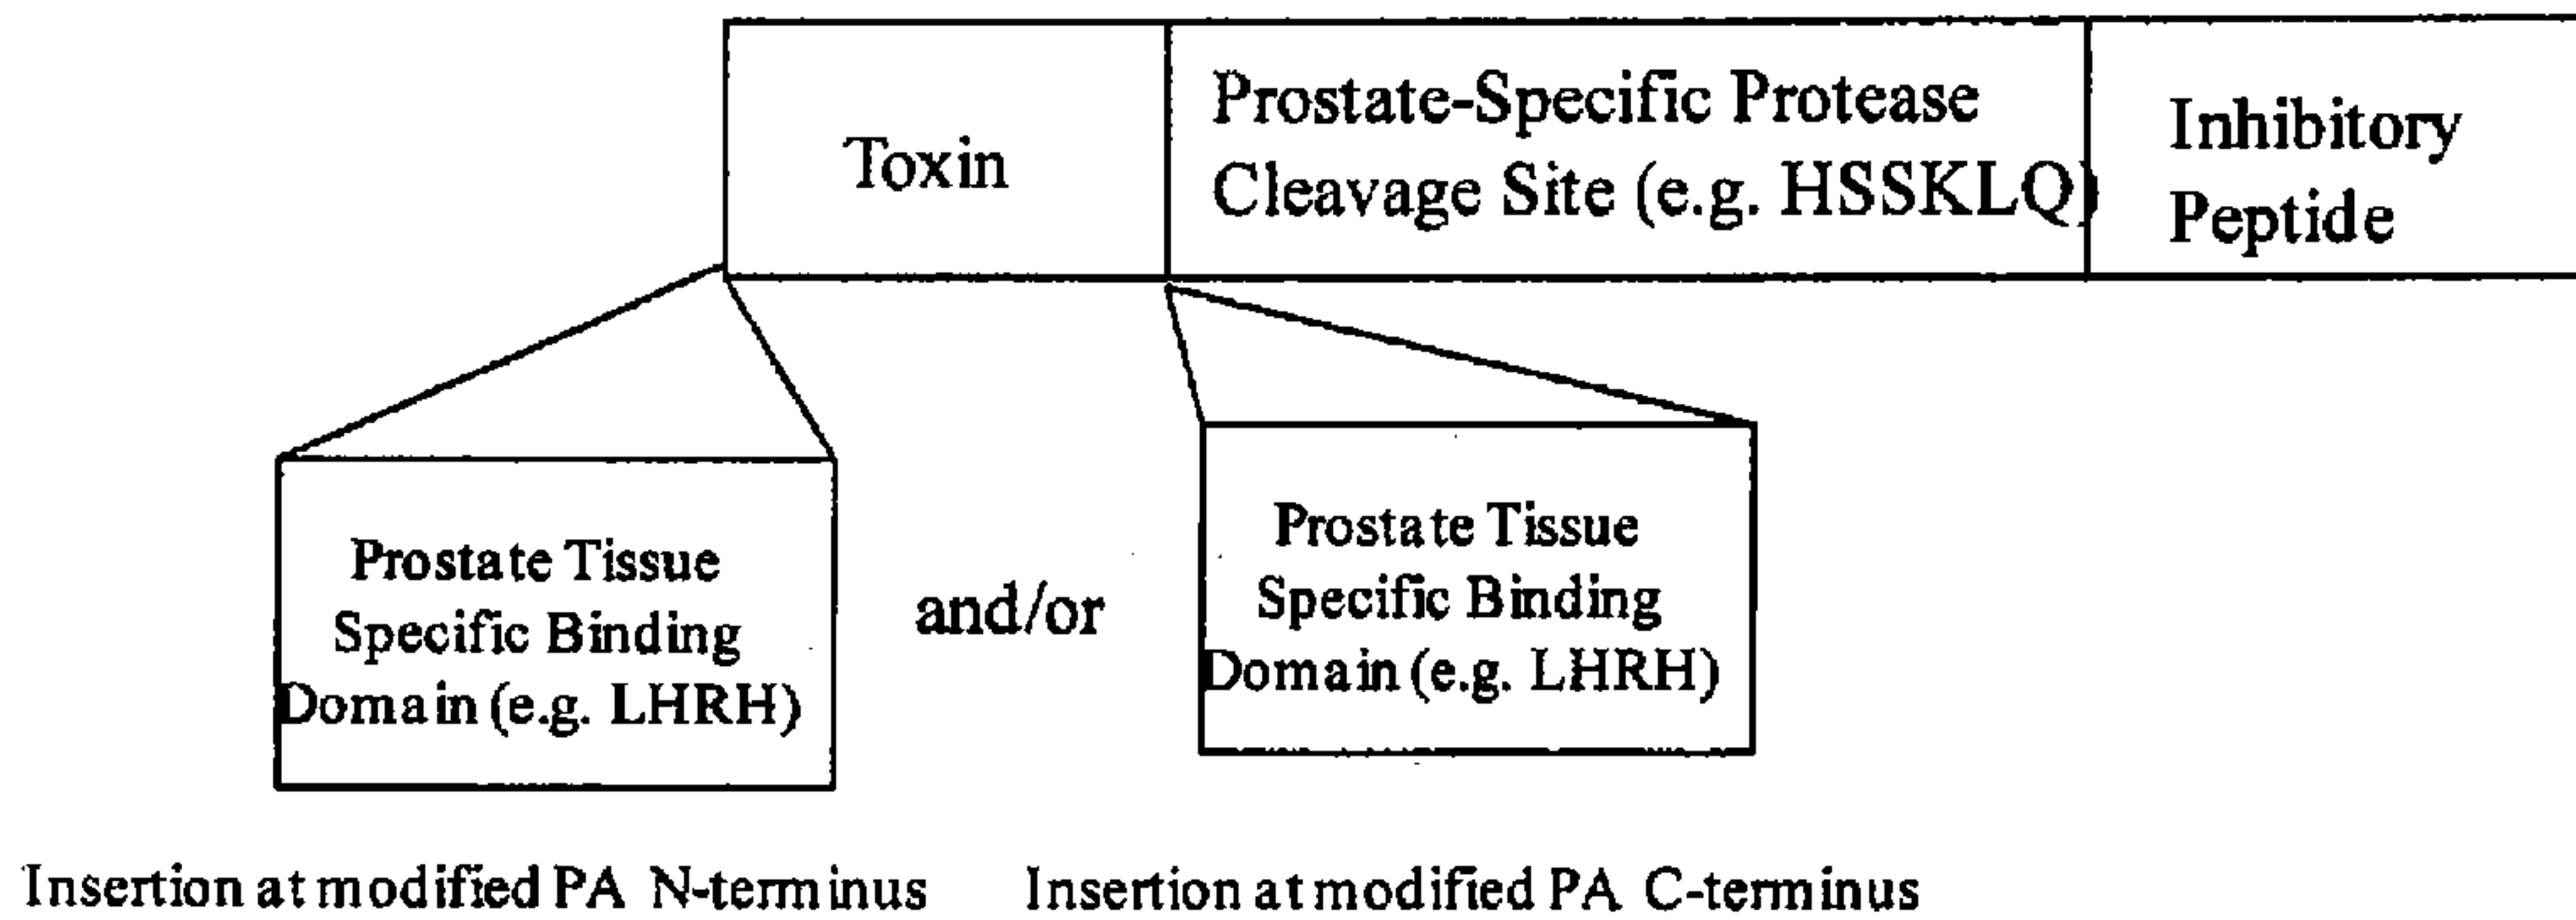 Toxin
Prostate-Specific Protease
Cleavage Site (e.g. HSSKLQ)
Inhibitory
Peptide
Prostate Tissue
Specific Binding
Domain (e.g. LHRH)
and/or
Prostate Tissue
Specific Binding
Domain (e.g. LHRH)
Insertion at modified PA N-terminus
Insertion at modified PA C-terminus